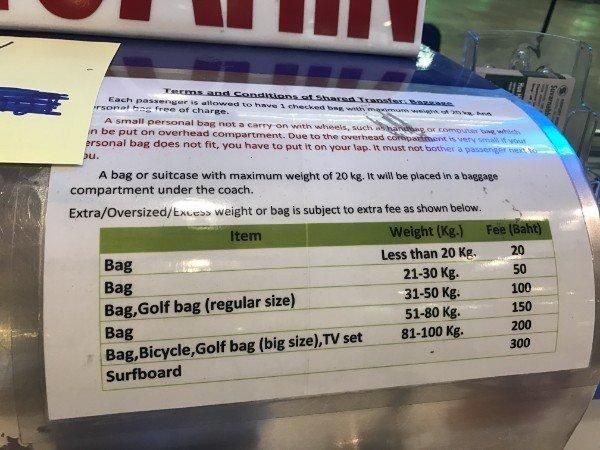 Terms and Conditions of Shared Transfer: Baggage
Each passenger is allowed to have 1 checked bag with maximum weight of 20 kg. And
personal bag free of charge.
A small personal bag not a carry-on with wheels, such as handbag or computer bag which
n be put on overhead compartment. Due to the overhead compartment is very small if your
ersonal bag does not fit, you have to put it on your lap. It must not bother a passenger next to
ou.
A bag or suitcase with maximum weight of 20 kg. It will be placed in a baggage
compartment under the coach.
Extra/Oversized/Excess weight or bag is subject to extra fee as shown below.
Item Weight (Kg.) Fee (Baht)
Bag Less than 20 Kg. 20
Bag 21-30 Kg. 50
Bag,Golf bag (regular size) 31-50 Kg. 100
Bag 51-80 Kg. 150
Bag,Bicycle,Golf bag (big size),TV set 81-100 Kg. 200
Surfboard 300